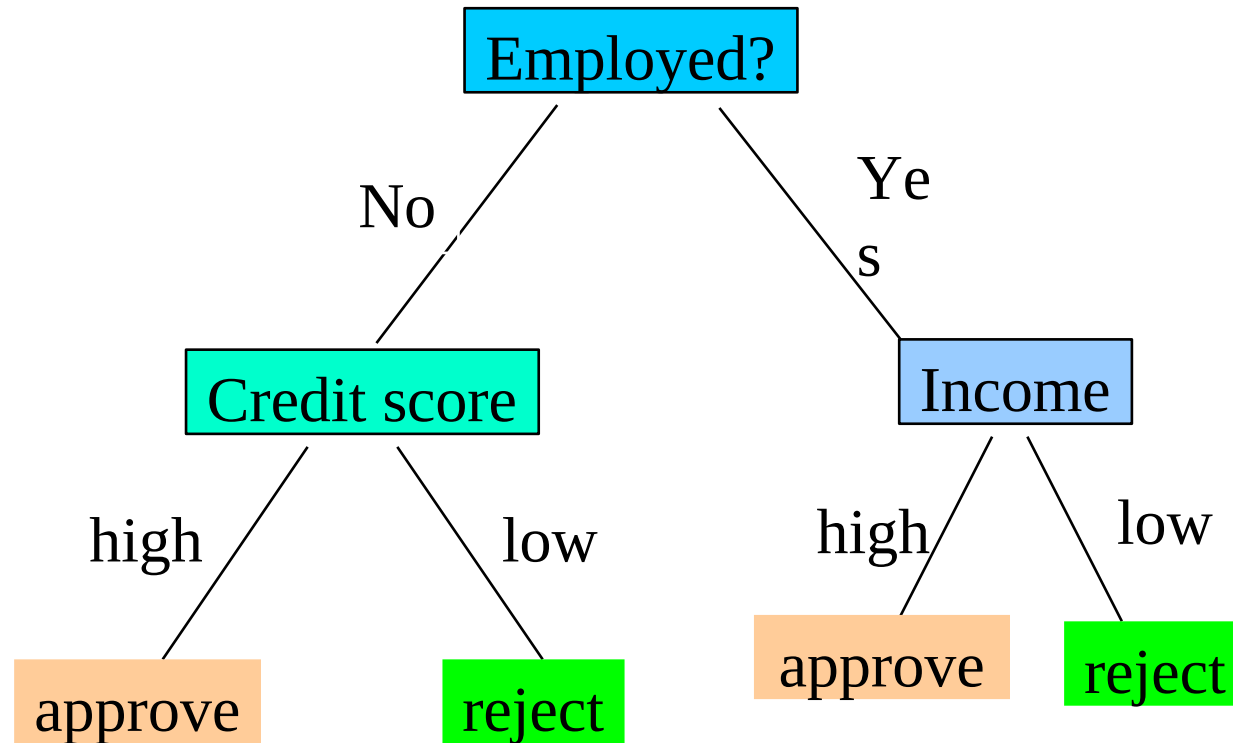 Employed?
No
Ye
s
Credit score
Income
high
low
high
low
approve
reject
approve
reject